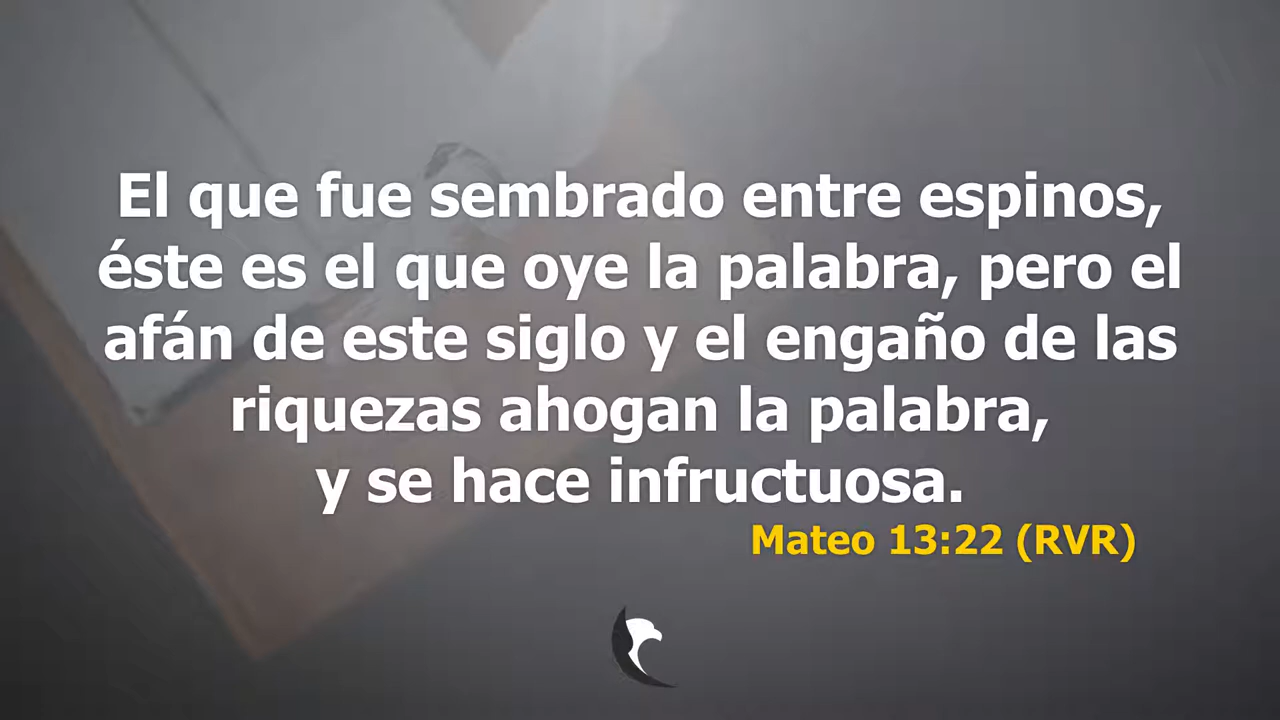 El que fue sembrado entre espinos,
éste es el que oye la palabra, pero el
afán de este siglo y el engaño de las
riquezas ahogan la palabra,
y se hace infructuosa.
Mateo 13:22 (RVR)